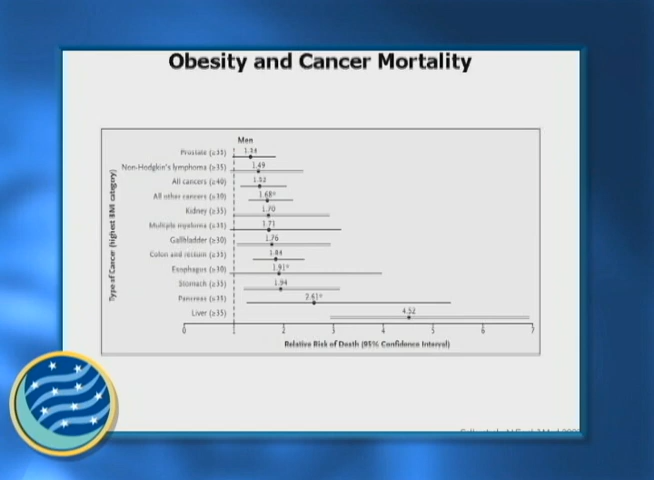 Obesity and Cancer Mortality
Men
Prostate (≥35) 1.34
Non-Hodgkin's lymphoma (≥35) 1.49
All cancers (≥40) 1.52
All other cancers (≥30) 1.68*
Kidney (≥35) 1.70
Multiple myeloma (≥35) 1.71
Gallbladder (≥30) 1.76
Colon and rectum (≥35) 1.84
Esophagus (≥30) 1.91*
Stomach (≥35) 1.94
Pancreas (≥35) 2.61*
Liver (≥35) 4.52
Type of Cancer (highest BMI category)
0 1 2 3 4 5 6 7
Relative Risk of Death (95% Confidence Interval)